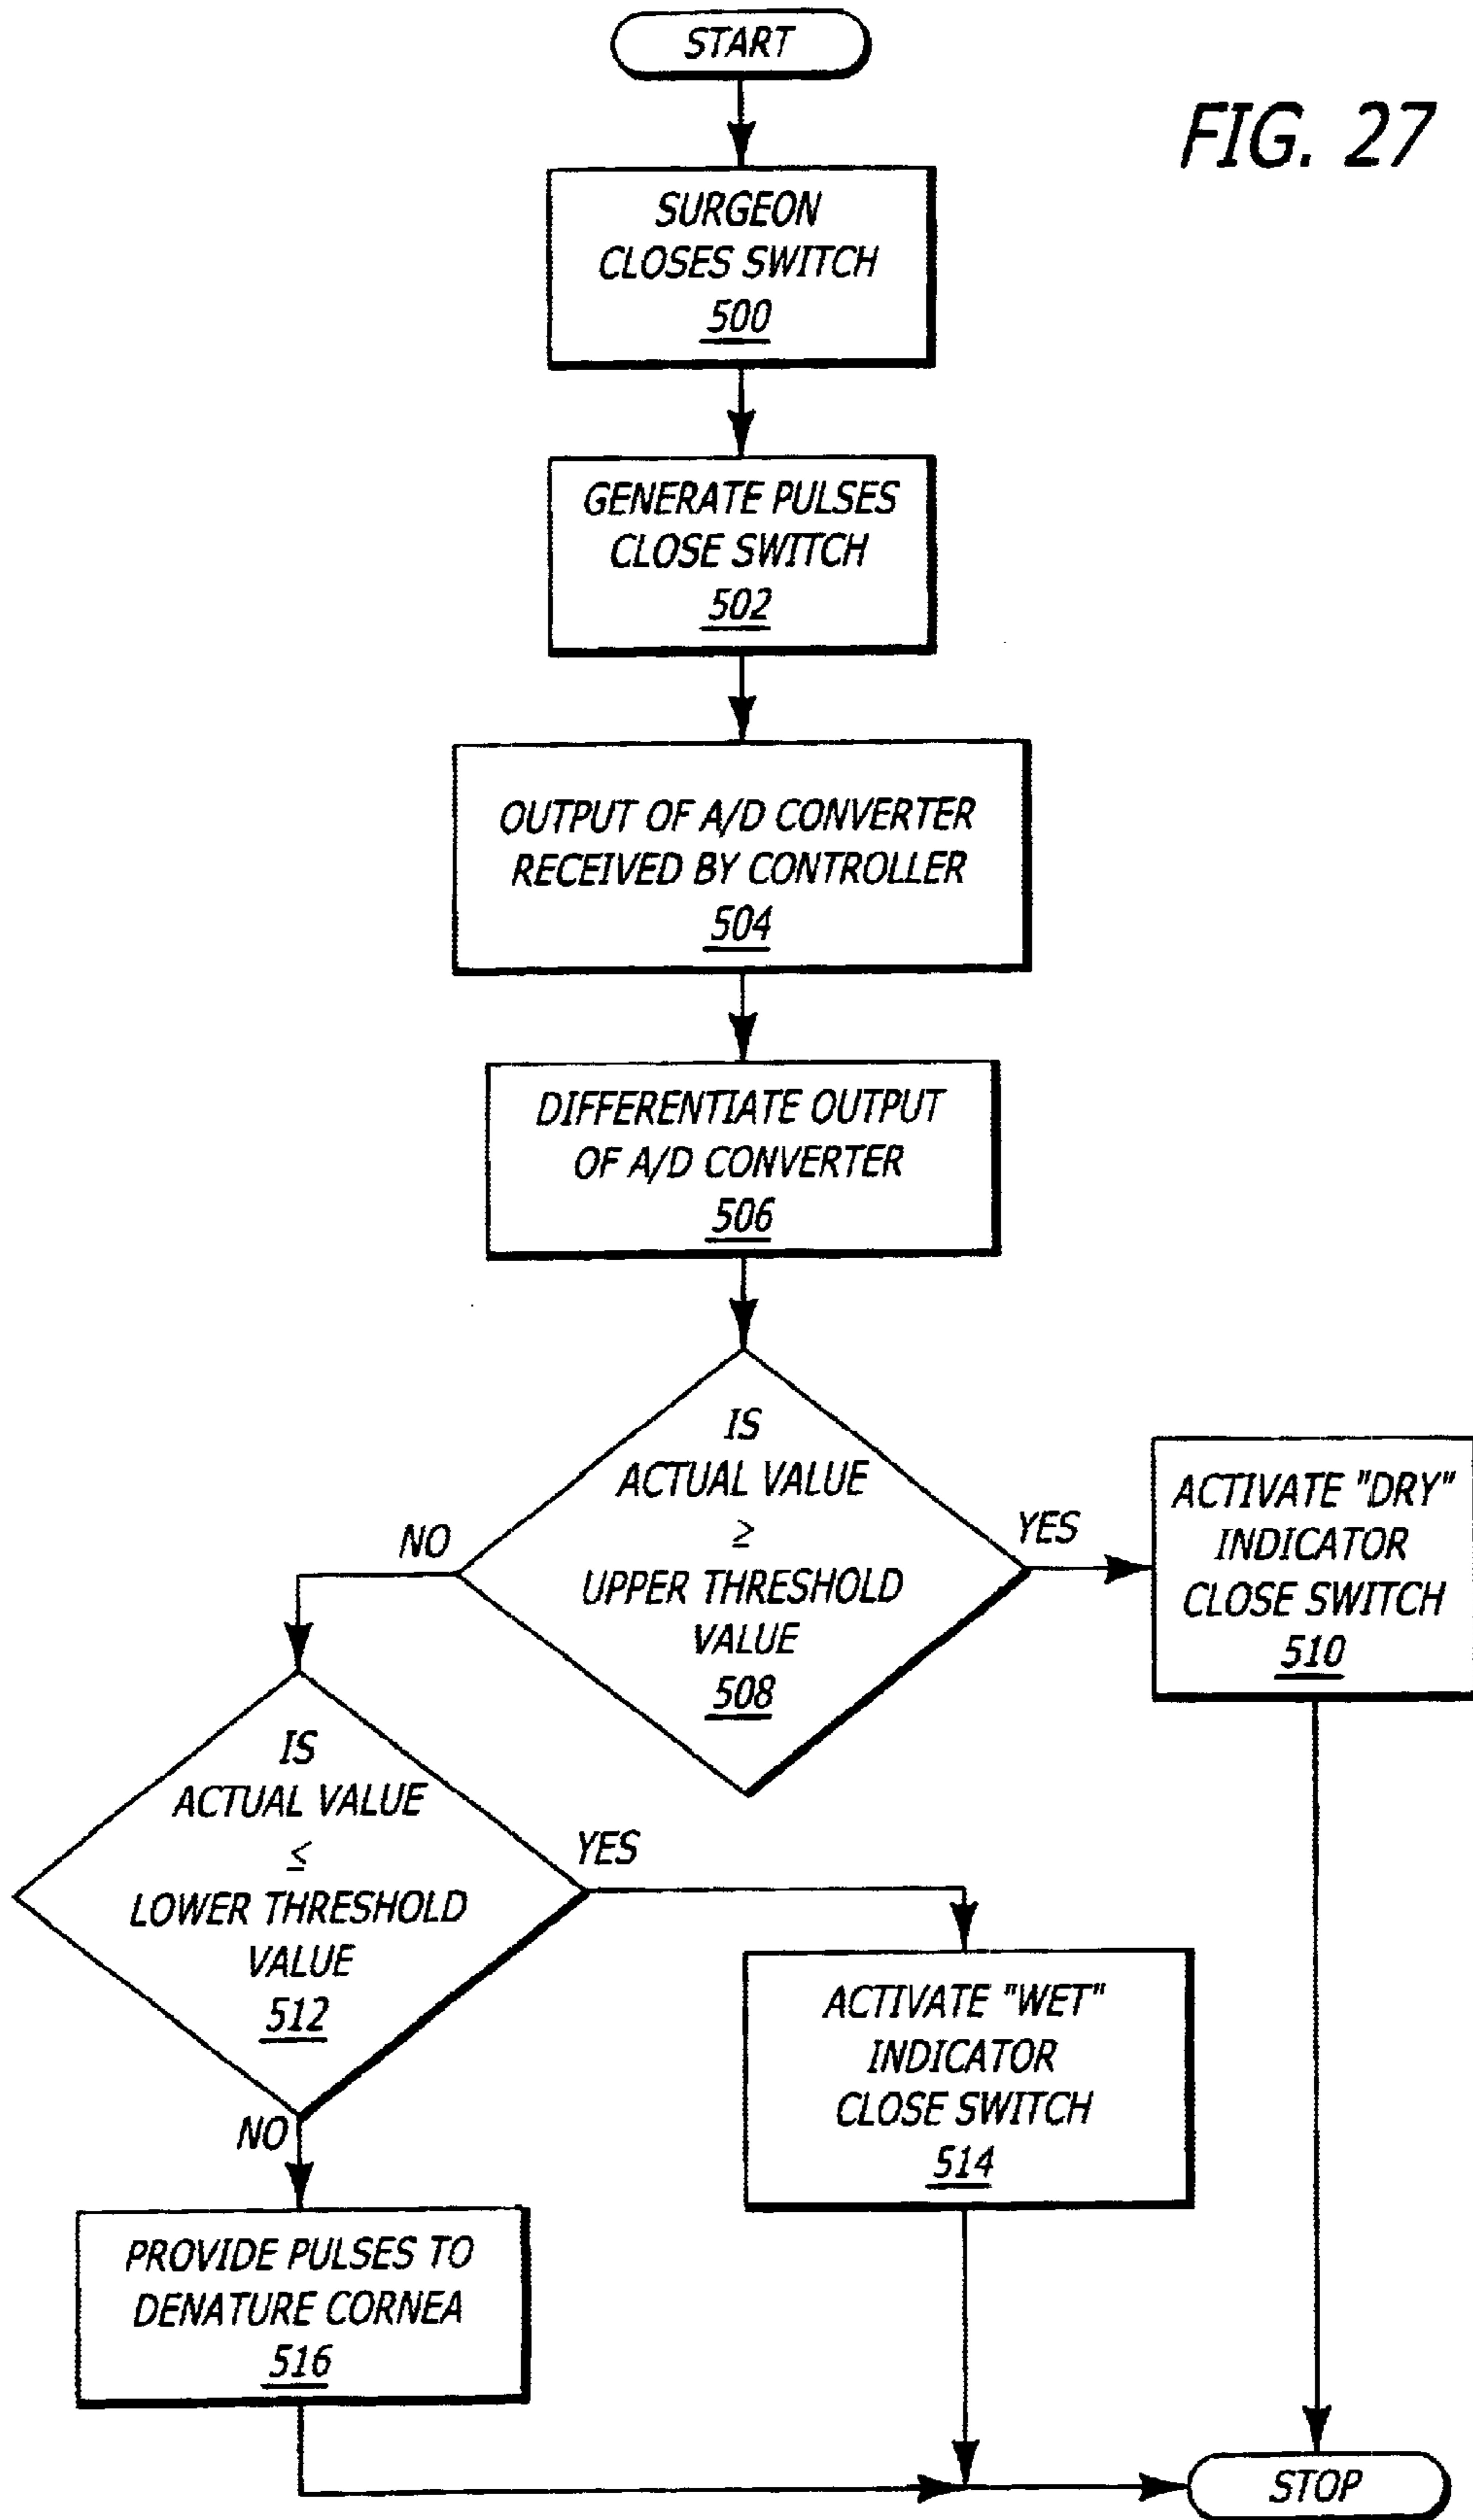 START
FIG. 27
SURGEON
CLOSES SWITCH
500
GENERATE PULSES
CLOSE SWITCH
502
OUTPUT OF A/D CONVERTER
RECEIVED BY CONTROLLER
504
DIFFERENTIATE OUTPUT
OF A/D CONVERTER
506
IS
ACTUAL VALUE
≥
UPPER THRESHOLD
VALUE
508
NO
YES
ACTIVATE "DRY"
INDICATOR
CLOSE SWITCH
510
IS
ACTUAL VALUE
≤
LOWER THRESHOLD
VALUE
512
YES
NO
ACTIVATE "WET"
INDICATOR
CLOSE SWITCH
514
PROVIDE PULSES TO
DENATURE CORNEA
516
STOP